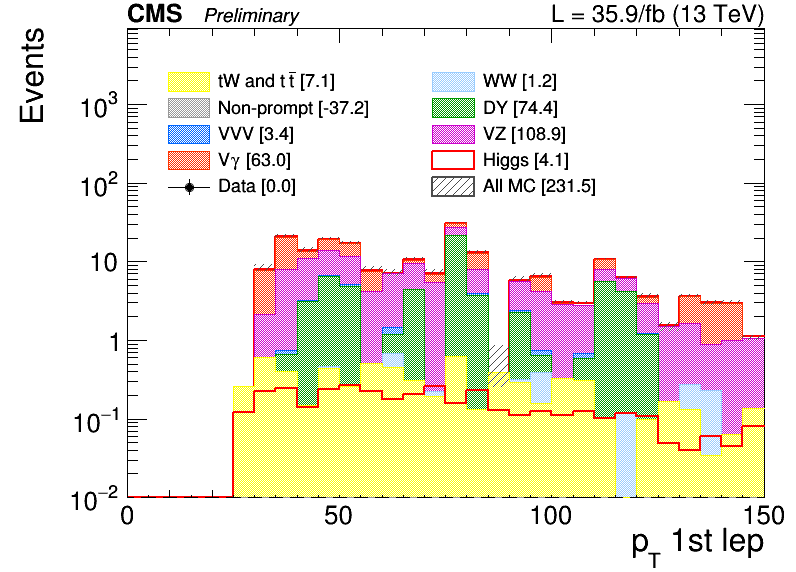 CMS Preliminary L = 35.9/fb (13 TeV)
Events
tW and t t̄ [7.1] WW [1.2]
Non-prompt [-37.2] DY [74.4]
VVV [3.4] VZ [108.9]
Vγ [63.0] Higgs [4.1]
Data [0.0] All MC [231.5]
10³
10²
10
1
10⁻¹
10⁻²
0 50 100 150
p_T 1st lep